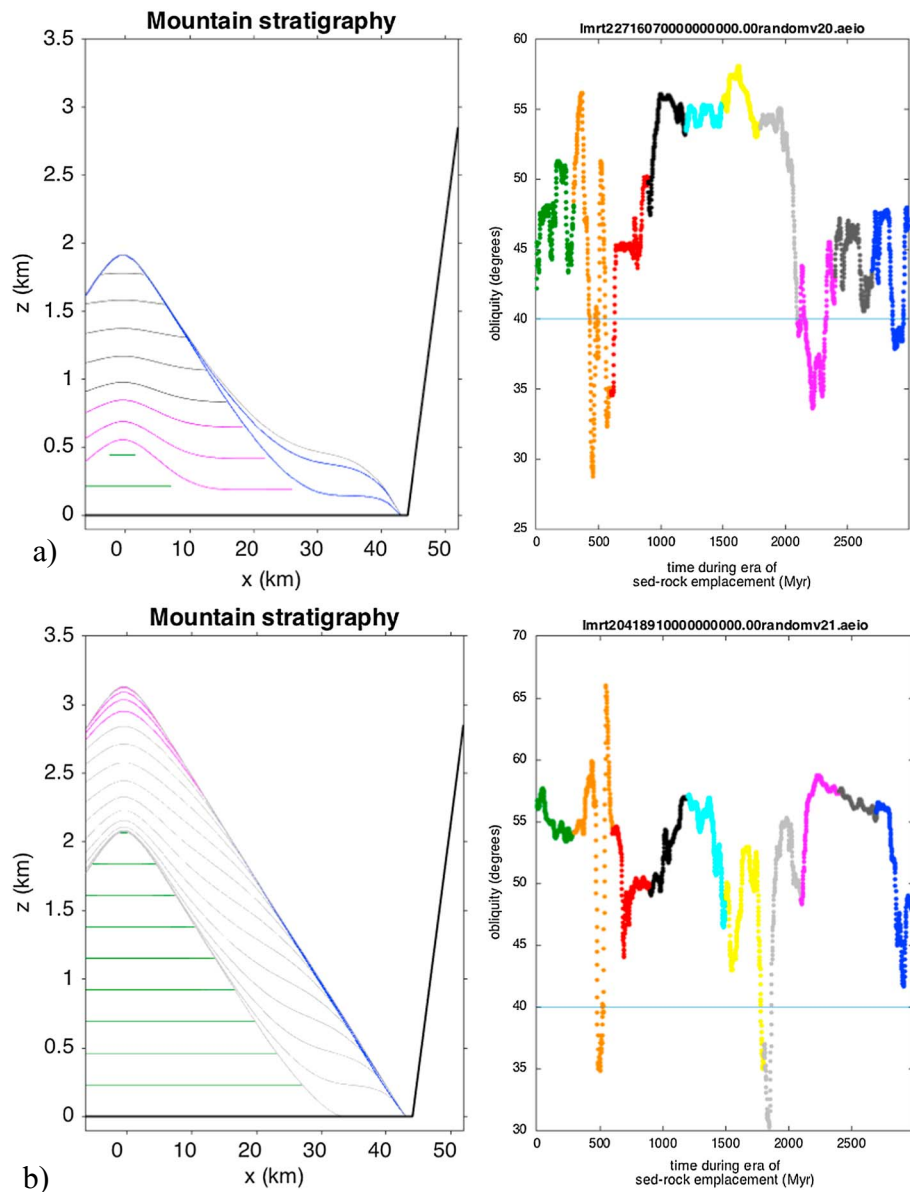 Mountain stratigraphy
3.5
3
2.5
2
1.5
1
0.5
0
z (km)
0 10 20 30 40 50
x (km)
a)
lmrt22716070000000000.00randomv20.aeio
60
55
50
45
40
35
30
25
obliquity (degrees)
0 500 1000 1500 2000 2500
time during era of
sed-rock emplacement (Myr)
Mountain stratigraphy
3.5
3
2.5
2
1.5
1
0.5
0
z (km)
0 10 20 30 40 50
x (km)
b)
lmrt20418910000000000.00randomv21.aeio
70
65
60
55
50
45
40
35
30
obliquity (degrees)
0 500 1000 1500 2000 2500
time during era of
sed-rock emplacement (Myr)